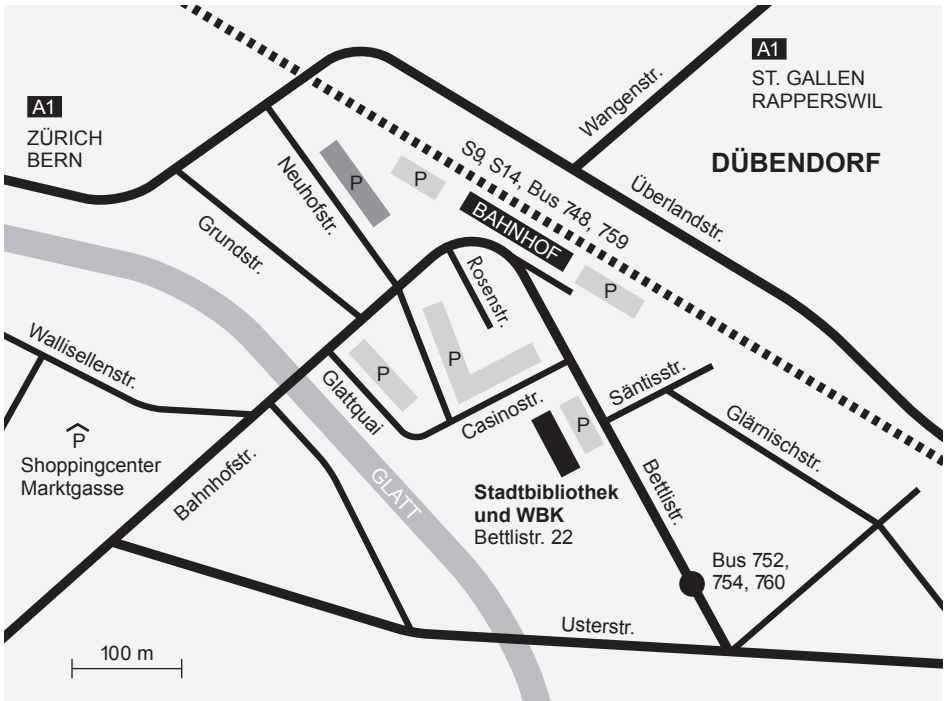 A1
ZÜRICH
BERN
A1
ST. GALLEN
RAPPERSWIL
DÜBENDORF
Wangenstr.
Überlandstr.
S9, S14, Bus 748, 759
BAHNHOF
P
P
P
Neuhofstr.
Grundstr.
Rosenstr.
P
P
Glattquai
Casinostr.
P
Säntisstr.
Glärnischstr.
Wallisellenstr.
P
Shoppingcenter
Marktgasse
Bahnhofstr.
GLATT
Stadtbibliothek
und WBK
Bettlistr. 22
Bettlistr.
Bus 752,
754, 760
Usterstr.
100 m